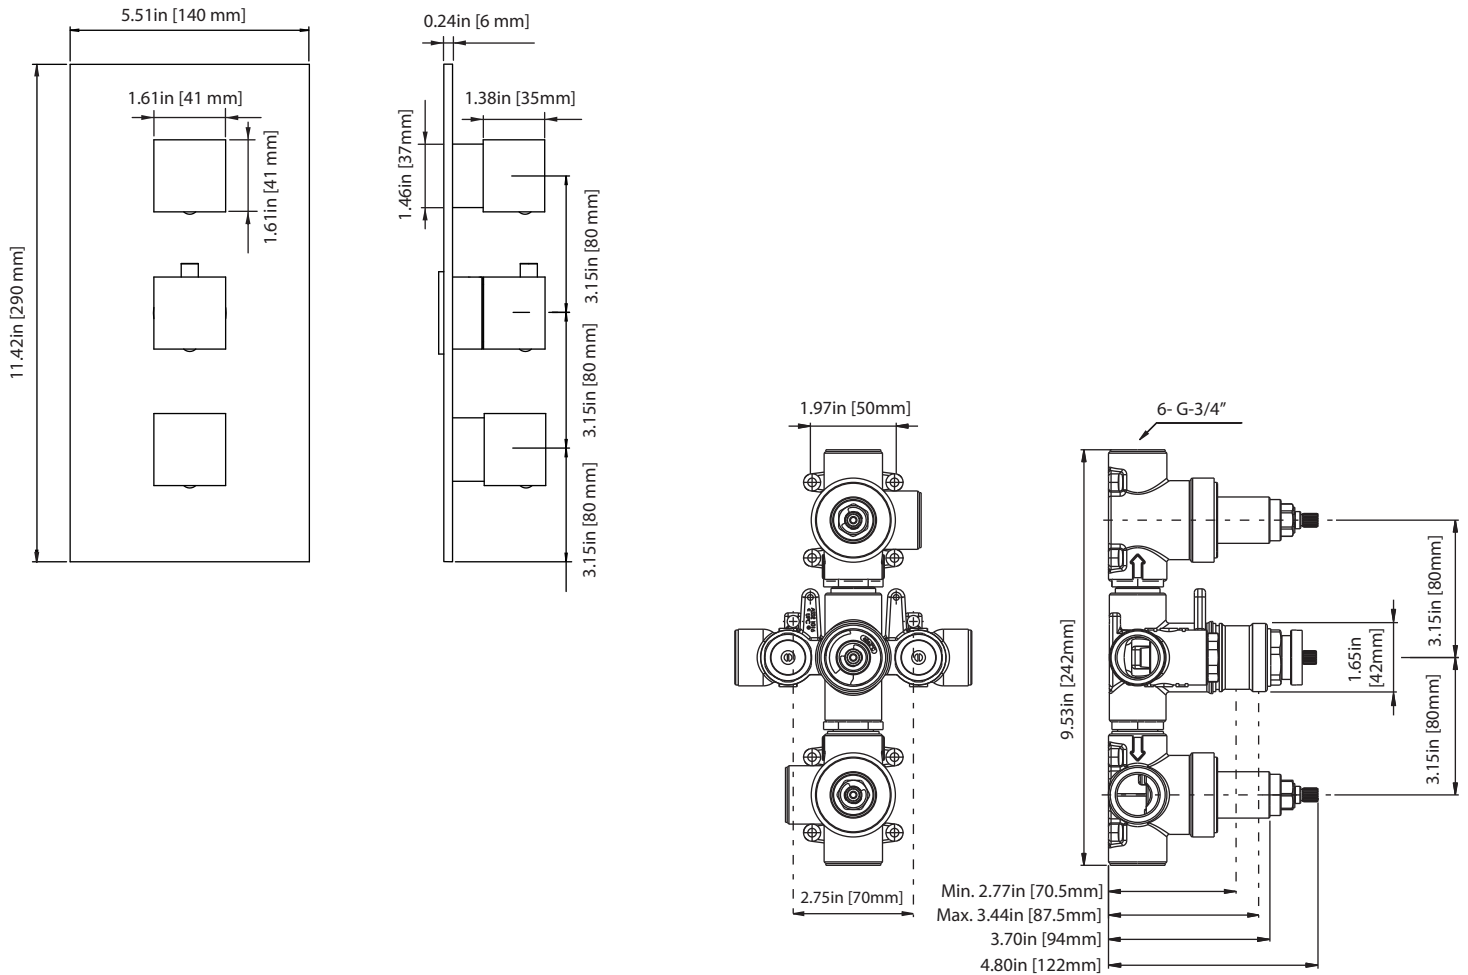 5.51in [140 mm]
0.24in [6 mm]
1.61in [41 mm]
1.38in [35mm]
1.61in [41 mm]
1.46in [37mm]
11.42in [290 mm]
3.15in [80 mm]
3.15in [80 mm]
3.15in [80 mm]
1.97in [50mm]
6- G-3/4”
9.53in [242mm]
1.65in
[42mm]
3.15in [80mm]
3.15in [80mm]
2.75in [70mm]
Min. 2.77in [70.5mm]
Max. 3.44in [87.5mm]
3.70in [94mm]
4.80in [122mm]